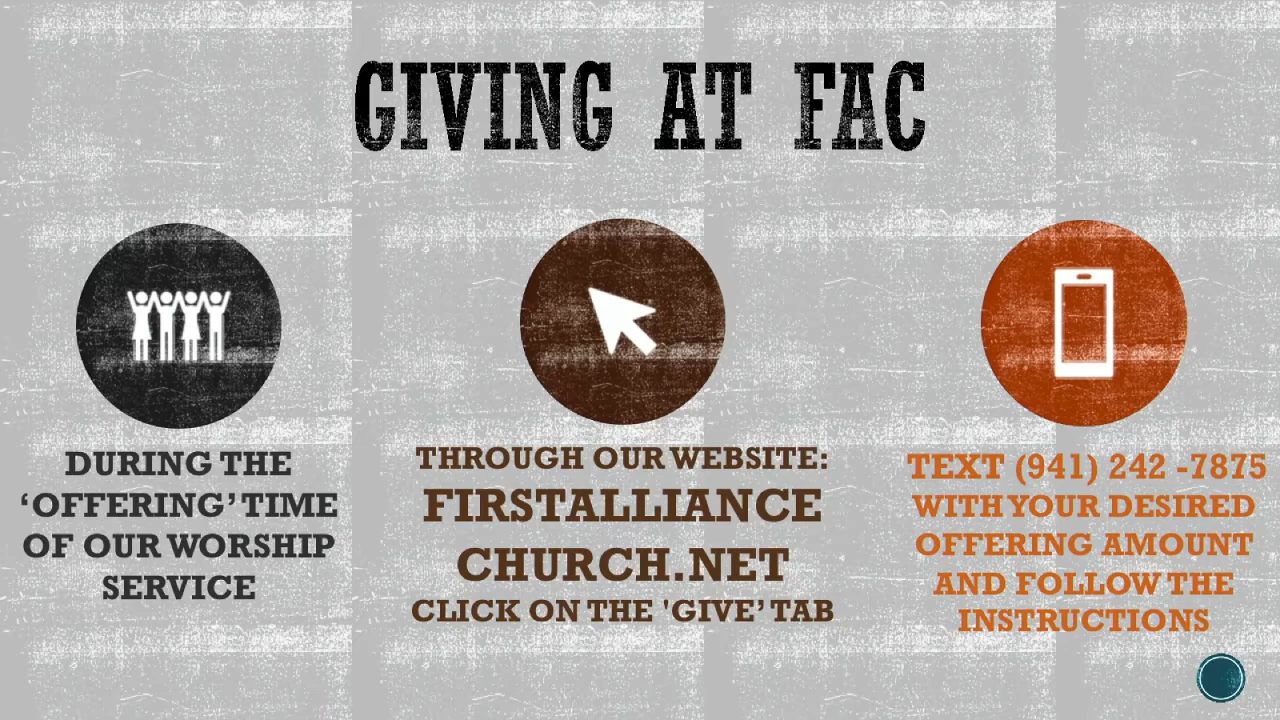 GIVING AT FAC
DURING THE
‘OFFERING’ TIME
OF OUR WORSHIP
SERVICE
THROUGH OUR WEBSITE:
FIRSTALLIANCE
CHURCH.NET
CLICK ON THE 'GIVE’ TAB
TEXT (941) 242 -7875
WITH YOUR DESIRED
OFFERING AMOUNT
AND FOLLOW THE
INSTRUCTIONS